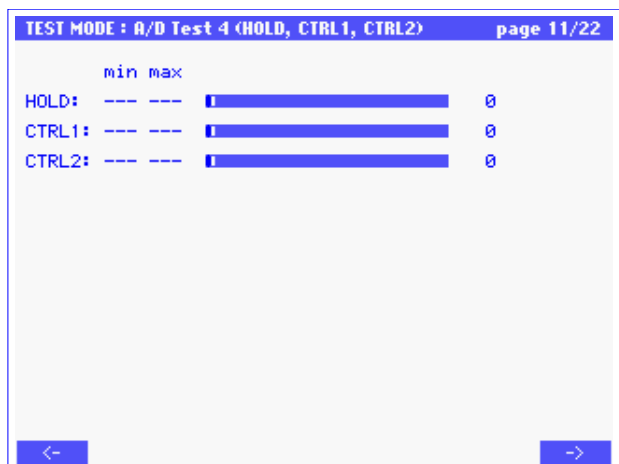 TEST MODE : A/D Test 4 (HOLD, CTRL1, CTRL2) page 11/22
min max
HOLD: --- --- 0
CTRL1: --- --- 0
CTRL2: --- --- 0
<- ->